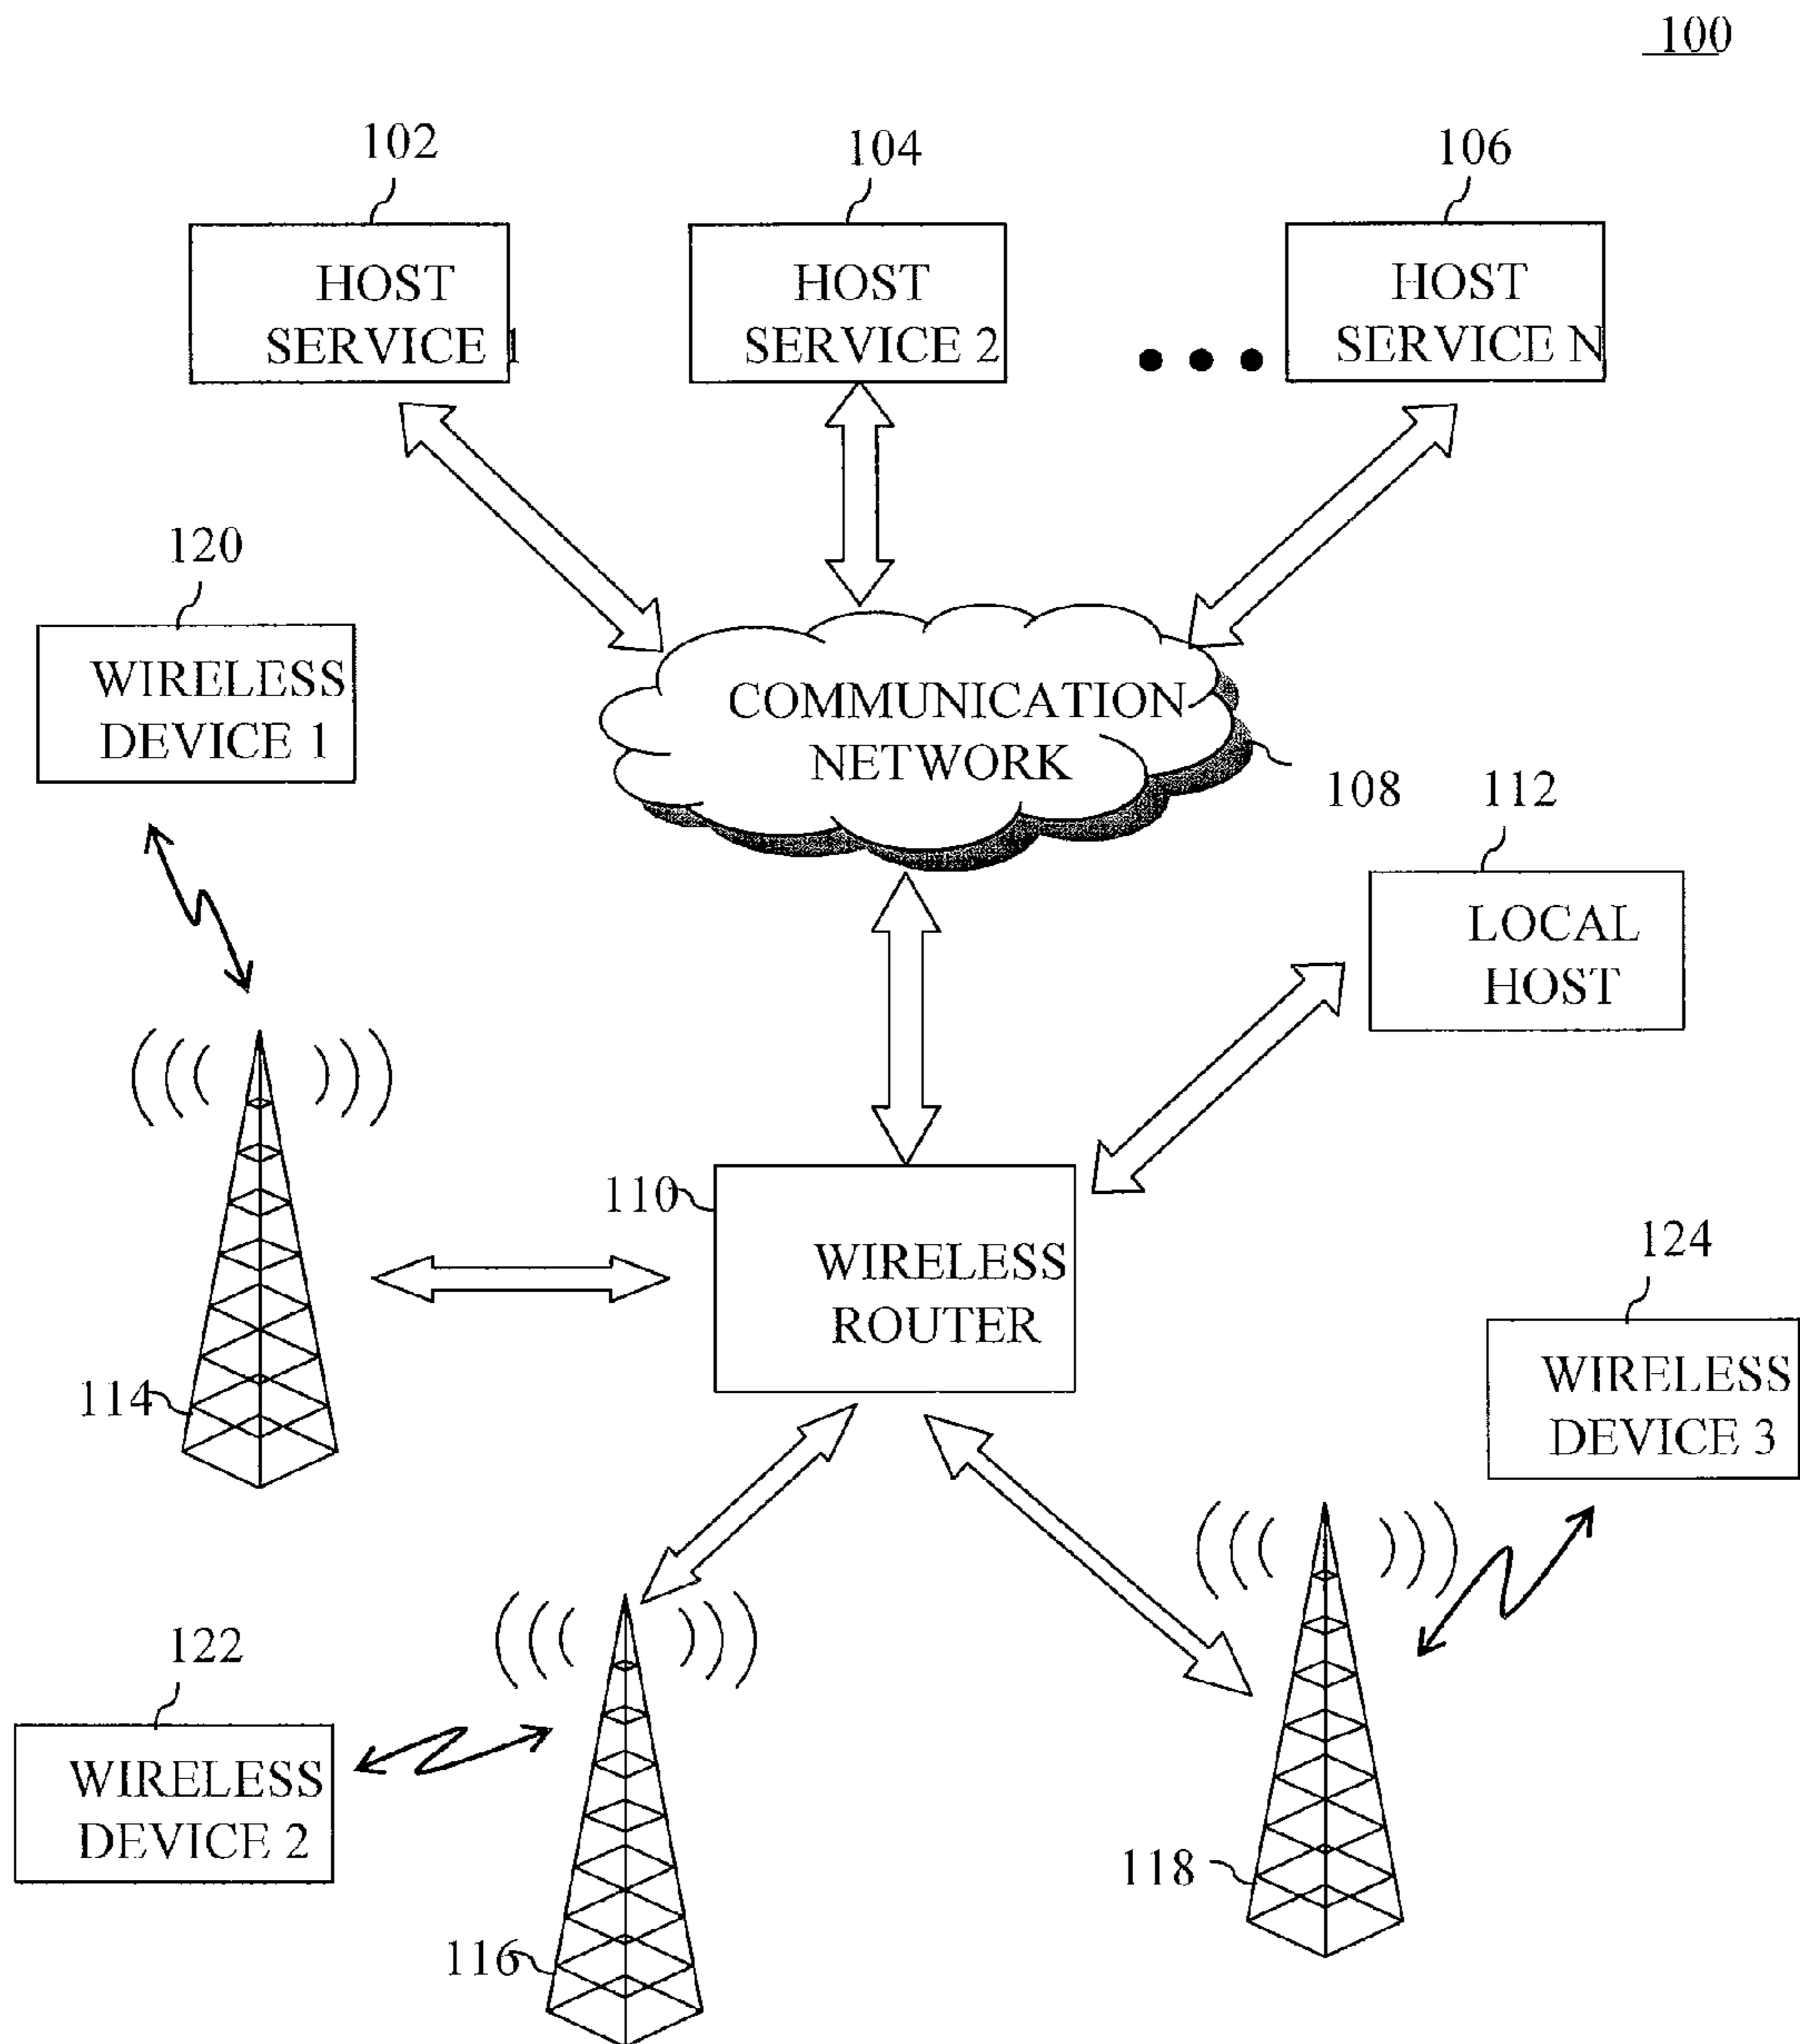 100
102
104
106
HOST
SERVICE 1
HOST
SERVICE 2
HOST
SERVICE N
120
WIRELESS
DEVICE 1
COMMUNICATION
NETWORK
108
112
LOCAL
HOST
110
WIRELESS
ROUTER
114
124
WIRELESS
DEVICE 3
122
WIRELESS
DEVICE 2
116
118